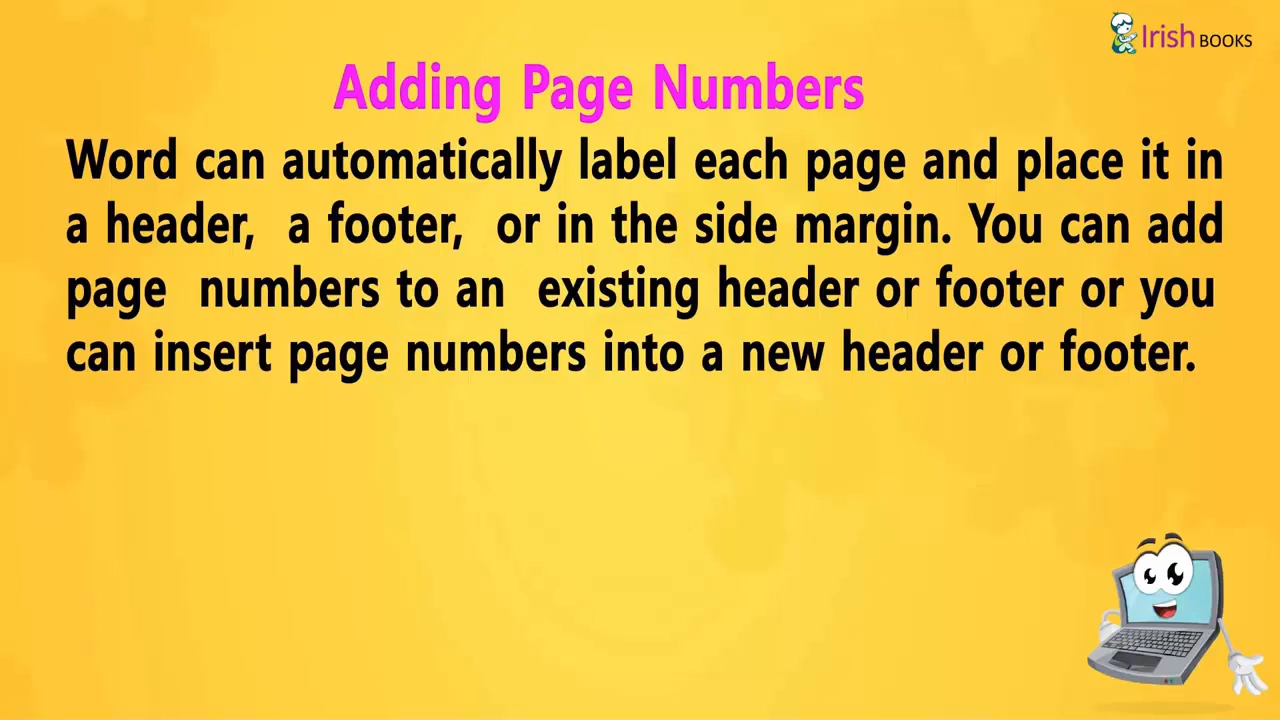 Irish BOOKS
Adding Page Numbers
Word can automatically label each page and place it in
a header, a footer, or in the side margin. You can add
page numbers to an existing header or footer or you
can insert page numbers into a new header or footer.